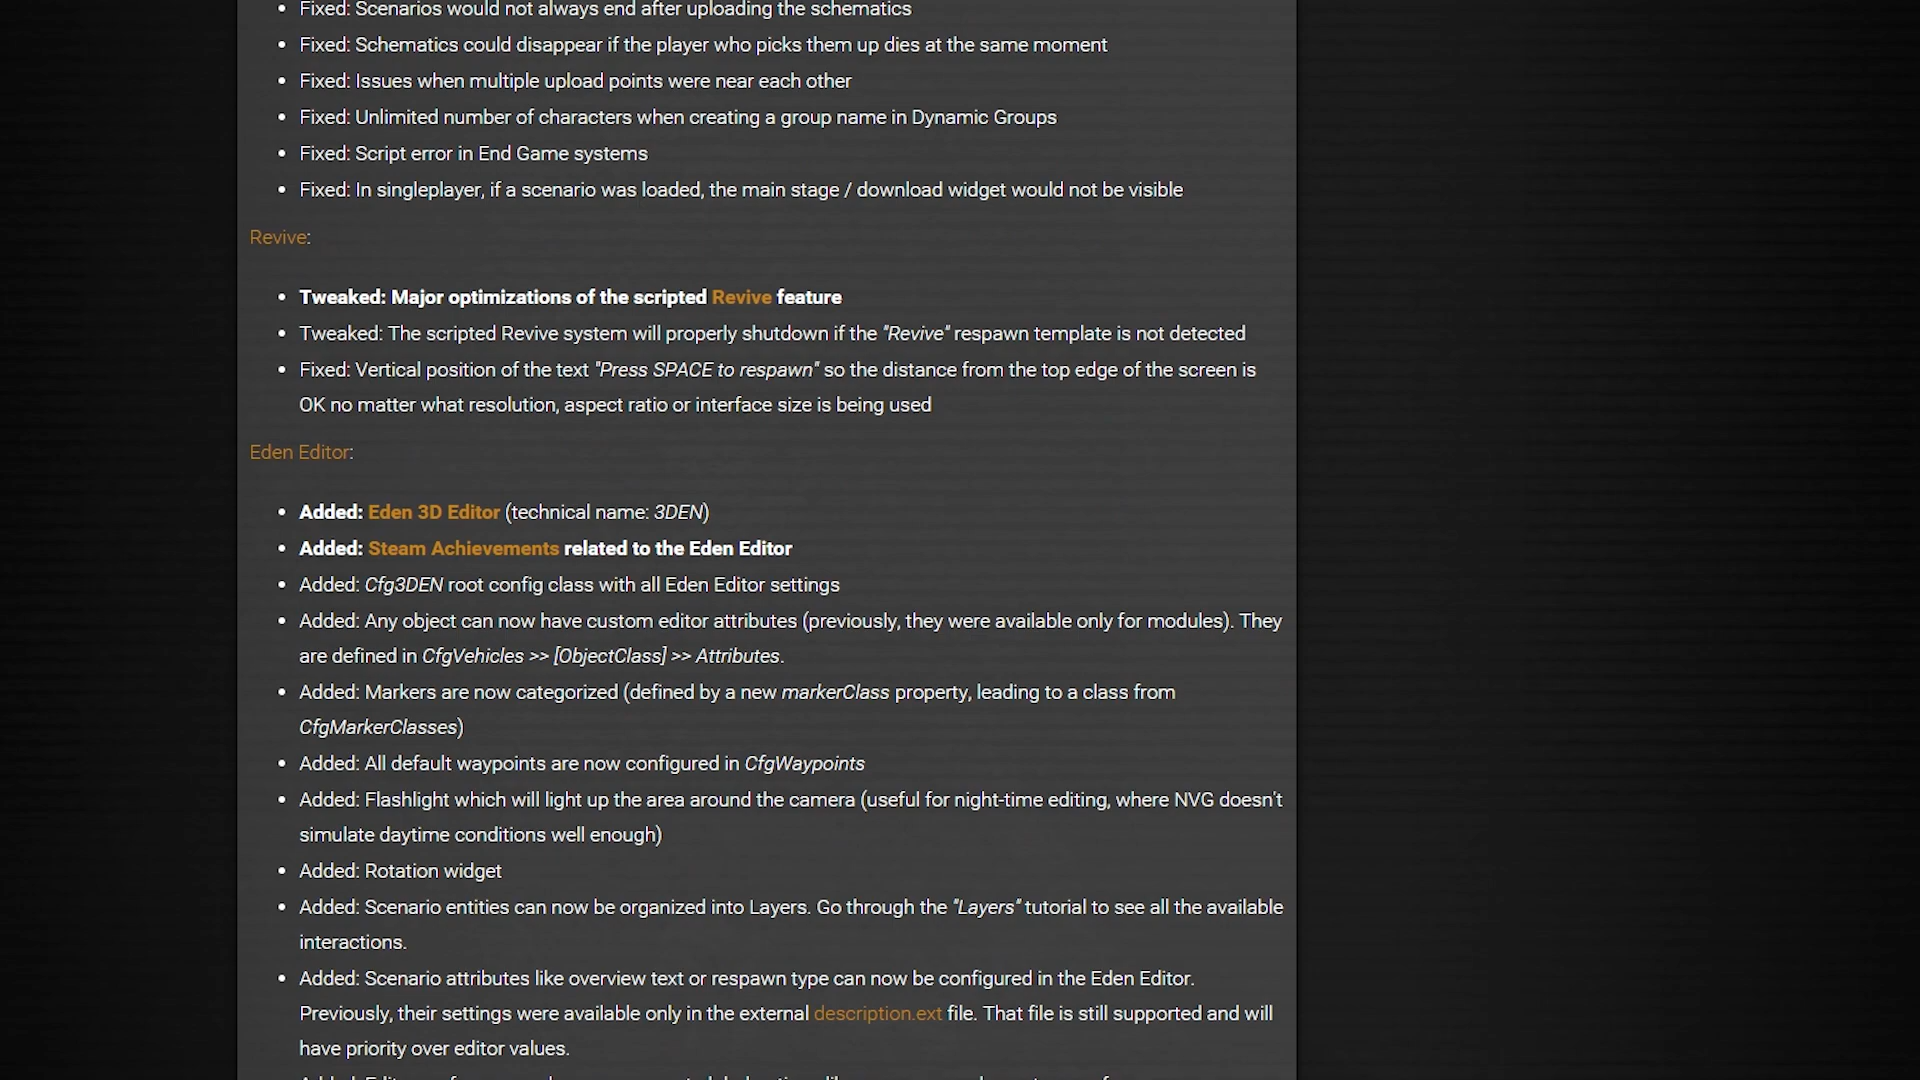 Fixed: Scenarios would not always end after uploading the schematics
Fixed: Schematics could disappear if the player who picks them up dies at the same moment
Fixed: Issues when multiple upload points were near each other
Fixed: Unlimited number of characters when creating a group name in Dynamic Groups
Fixed: Script error in End Game systems
Fixed: In singleplayer, if a scenario was loaded, the main stage / download widget would not be visible
Revive:
Tweaked: Major optimizations of the scripted Revive feature
Tweaked: The scripted Revive system will properly shutdown if the "Revive" respawn template is not detected
Fixed: Vertical position of the text "Press SPACE to respawn" so the distance from the top edge of the screen is
OK no matter what resolution, aspect ratio or interface size is being used
Eden Editor:
Added: Eden 3D Editor (technical name: 3DEN)
Added: Steam Achievements related to the Eden Editor
Added: Cfg3DEN root config class with all Eden Editor settings
Added: Any object can now have custom editor attributes (previously, they were available only for modules). They
are defined in CfgVehicles >> [ObjectClass] >> Attributes.
Added: Markers are now categorized (defined by a new markerClass property, leading to a class from
CfgMarkerClasses)
Added: All default waypoints are now configured in CfgWaypoints
Added: Flashlight which will light up the area around the camera (useful for night-time editing, where NVG doesn't
simulate daytime conditions well enough)
Added: Rotation widget
Added: Scenario entities can now be organized into Layers. Go through the "Layers" tutorial to see all the available
interactions.
Added: Scenario attributes like overview text or respawn type can now be configured in the Eden Editor.
Previously, their settings were available only in the external description.ext file. That file is still supported and will
have priority over editor values.